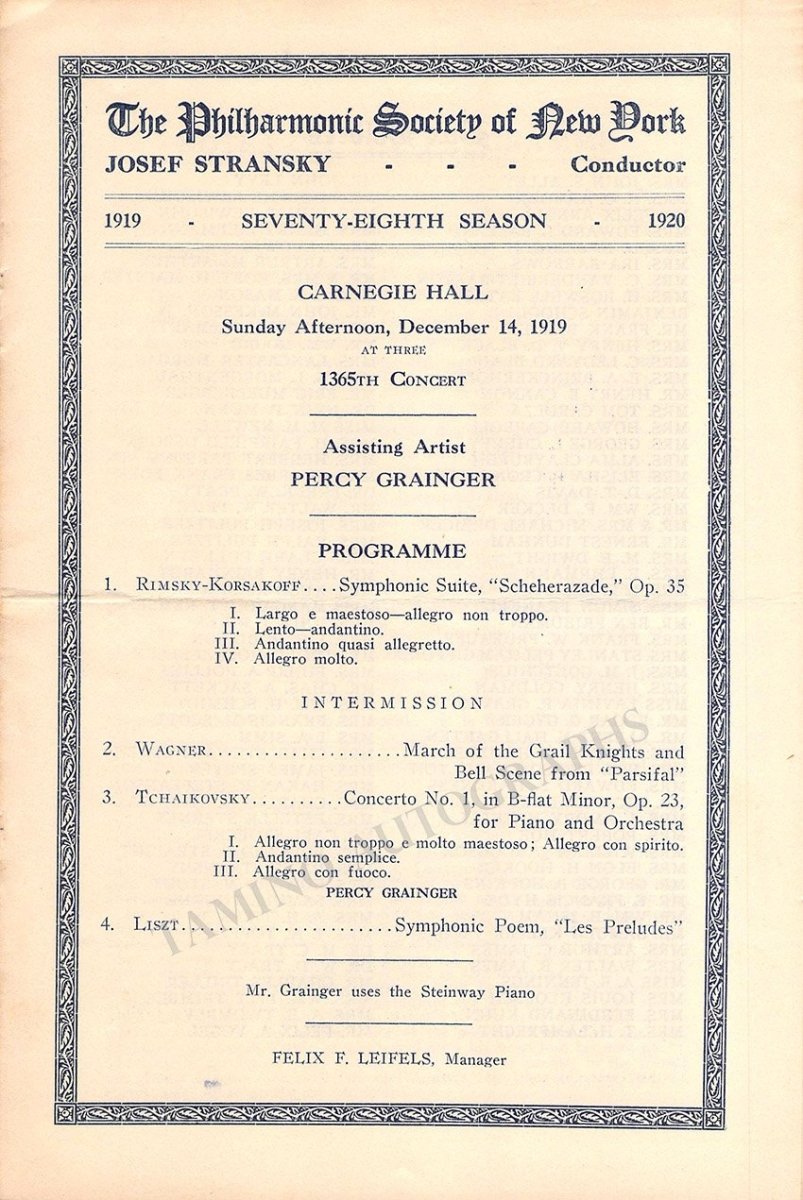 The Philharmonic Society of New York
JOSEF STRANSKY - - - Conductor
1919 - SEVENTY-EIGHTH SEASON - 1920
CARNEGIE HALL
Sunday Afternoon, December 14, 1919
AT THREE
1365TH CONCERT
Assisting Artist
PERCY GRAINGER
PROGRAMME
1. RIMSKY-KORSAKOFF....Symphonic Suite, "Scheherazade," Op. 35
I. Largo e maestoso—allegro non troppo.
II. Lento—andantino.
III. Andantino quasi allegretto.
IV. Allegro molto.
INTERMISSION
2. WAGNER.....................March of the Grail Knights and
Bell Scene from "Parsifal"
3. TCHAIKOVSKY..........Concerto No. 1, in B-flat Minor, Op. 23,
for Piano and Orchestra
I. Allegro non troppo e molto maestoso; Allegro con spirito.
II. Andantino semplice.
III. Allegro con fuoco.
PERCY GRAINGER
4. LISZT.......................Symphonic Poem, "Les Preludes"
Mr. Grainger uses the Steinway Piano
FELIX F. LEIFELS, Manager
TAMINO AUTOGRAPHS